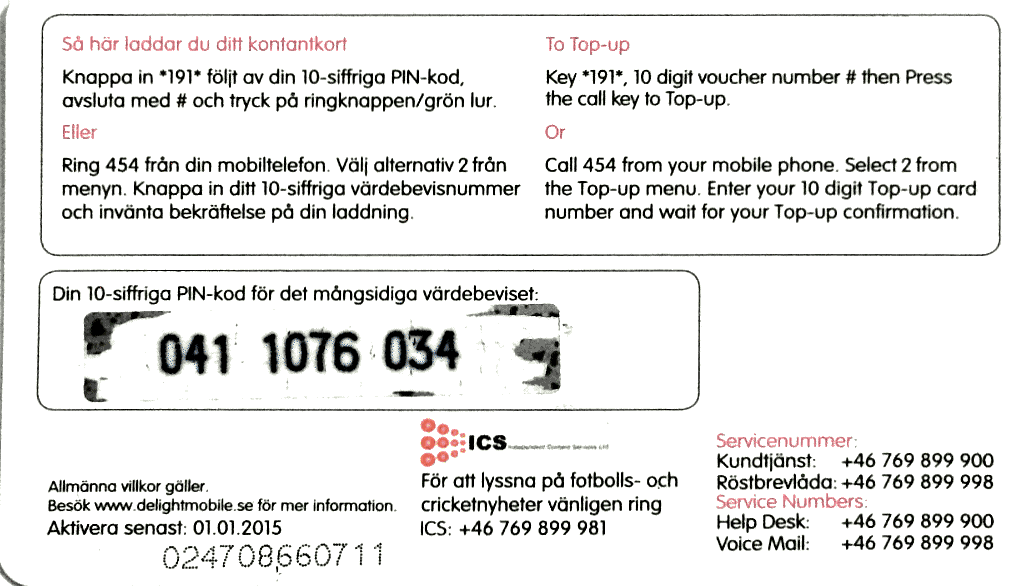 Så här laddar du ditt kontantkort
Knappa in *191* följt av din 10-siffriga PIN-kod,
avsluta med # och tryck på ringknappen/grön lur.
Eller
Ring 454 från din mobiltelefon. Välj alternativ 2 från
menyn. Knappa in ditt 10-siffriga värdebevisnummer
och invänta bekräftelse på din laddning.
To Top-up
Key *191*, 10 digit voucher number # then Press
the call key to Top-up.
Or
Call 454 from your mobile phone. Select 2 from
the Top-up menu. Enter your 10 digit Top-up card
number and wait for your Top-up confirmation.
Din 10-siffriga PIN-kod för det mångsidiga värdebeviset:
041 1076 034
Allmänna villkor gäller.
Besök www.delightmobile.se för mer information.
Aktivera senast: 01.01.2015
024708660711
ICS Independent Content Services Ltd
För att lyssna på fotbolls- och
cricketnyheter vänligen ring
ICS: +46 769 899 981
Servicenummer:
Kundtjänst: +46 769 899 900
Röstbrevlåda: +46 769 899 998
Service Numbers:
Help Desk: +46 769 899 900
Voice Mail: +46 769 899 998